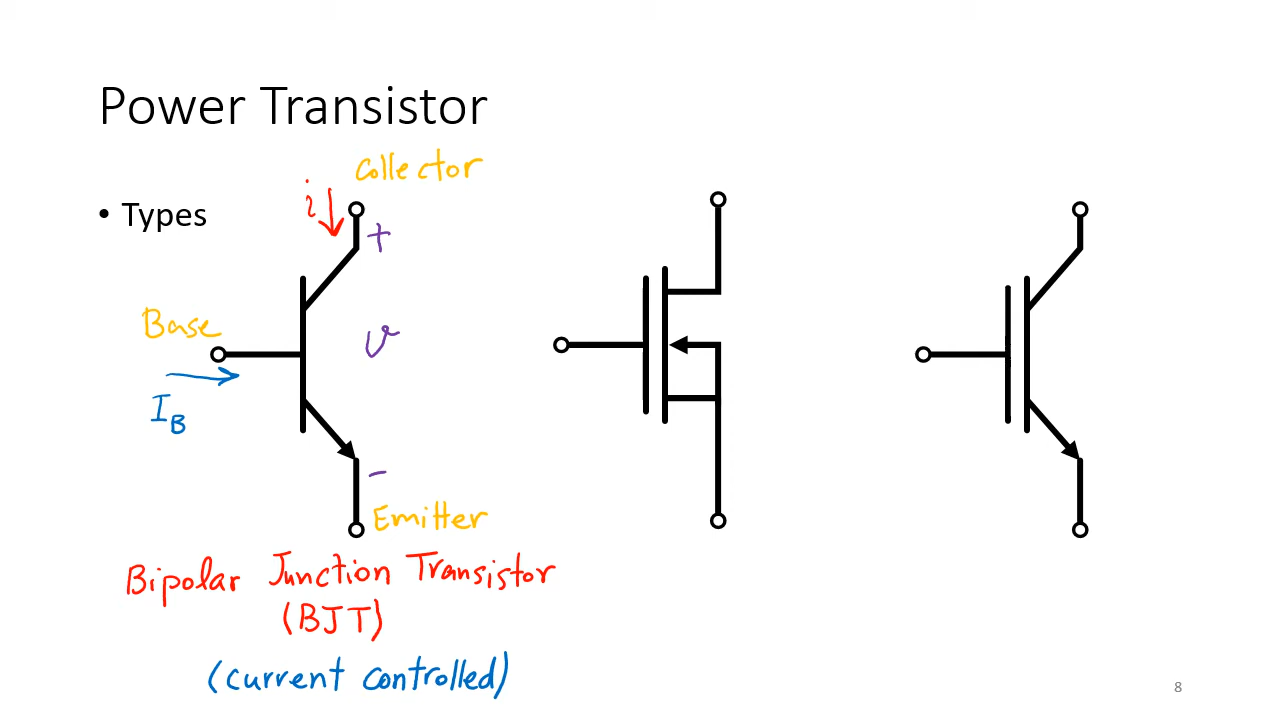 Power Transistor
• Types
Collector
i
+
Base
v
I_B
-
Emitter
Bipolar Junction Transistor
(BJT)
(current controlled)
8